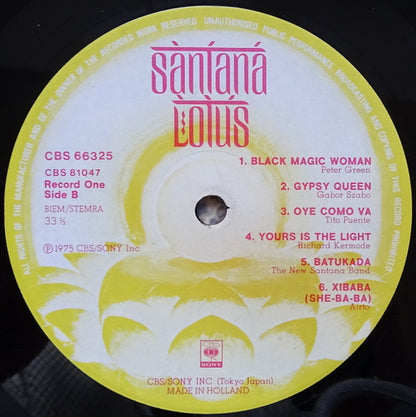 ALL RIGHTS OF THE MANUFACTURER AND OF THE OWNER OF THE RECORDED WORK RESERVED UNAUTHORISED PUBLIC PERFORMANCE BROADCASTING AND COPYING OF THIS RECORD PROHIBITED
santana
Lotus
CBS 66325
CBS 81047
Record One
Side B
BIEM/STEMRA
33 ⅓
℗ 1975 CBS/SONY Inc.
1. BLACK MAGIC WOMAN
Peter Green
2. GYPSY QUEEN
Gabor Szabo
3. OYE COMO VA
Tito Puente
4. YOURS IS THE LIGHT
Richard Kermode
5. BATUKADA
The New Santana Band
6. XIBABA
(SHE-BA-BA)
Airto
CBS
SONY
CBS/SONY INC. (Tokyo Japan)
MADE IN HOLLAND